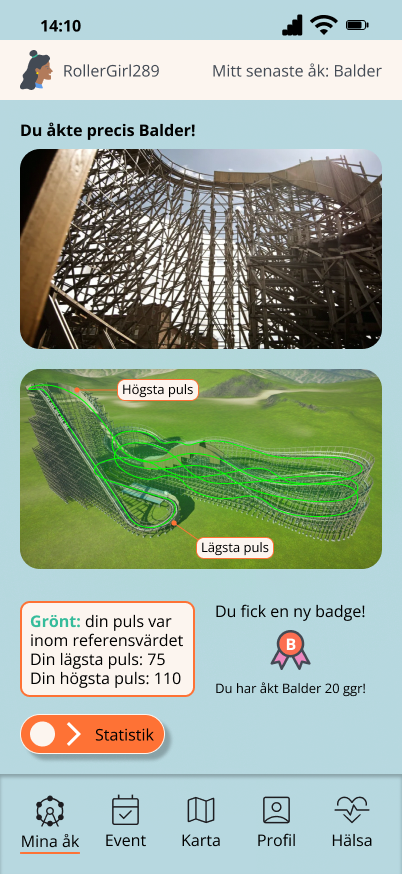 14:10
RollerGirl289
Mitt senaste åk: Balder
Du åkte precis Balder!
Högsta puls
Lägsta puls
Grönt: din puls var
inom referensvärdet
Din lägsta puls: 75
Din högsta puls: 110
Du fick en ny badge!
B
Du har åkt Balder 20 ggr!
Statistik
Mina åk
Event
Karta
Profil
Hälsa